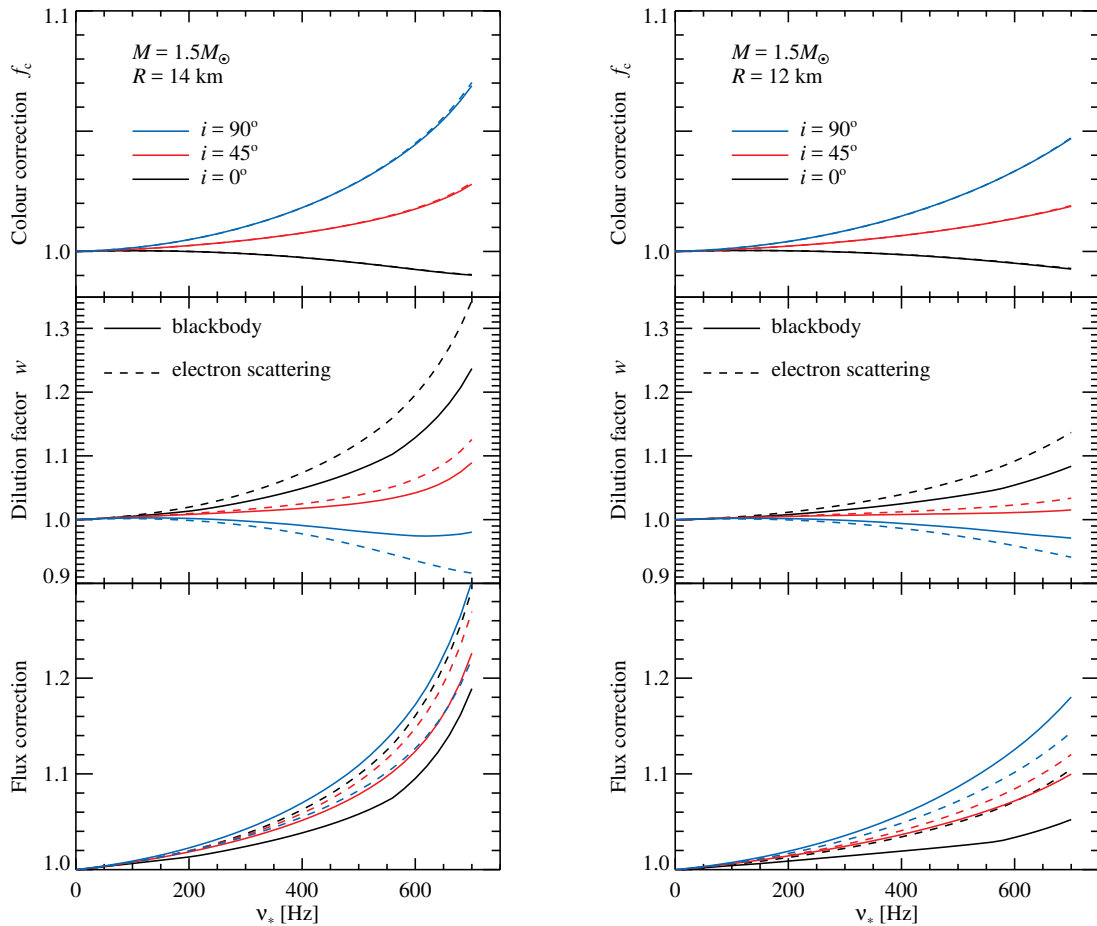 1.1
M = 1.5M☉
R = 14 km
i = 90°
i = 45°
i = 0°
1.0
Colour correction f_c
1.3
blackbody
1.2
electron scattering
1.1
1.0
0.9
Dilution factor w
1.2
1.1
1.0
Flux correction
0 200 400 600
ν* [Hz]
1.1
M = 1.5M☉
R = 12 km
i = 90°
i = 45°
i = 0°
1.0
Colour correction f_c
1.3
blackbody
1.2
electron scattering
1.1
1.0
0.9
Dilution factor w
1.2
1.1
1.0
Flux correction
0 200 400 600
ν* [Hz]